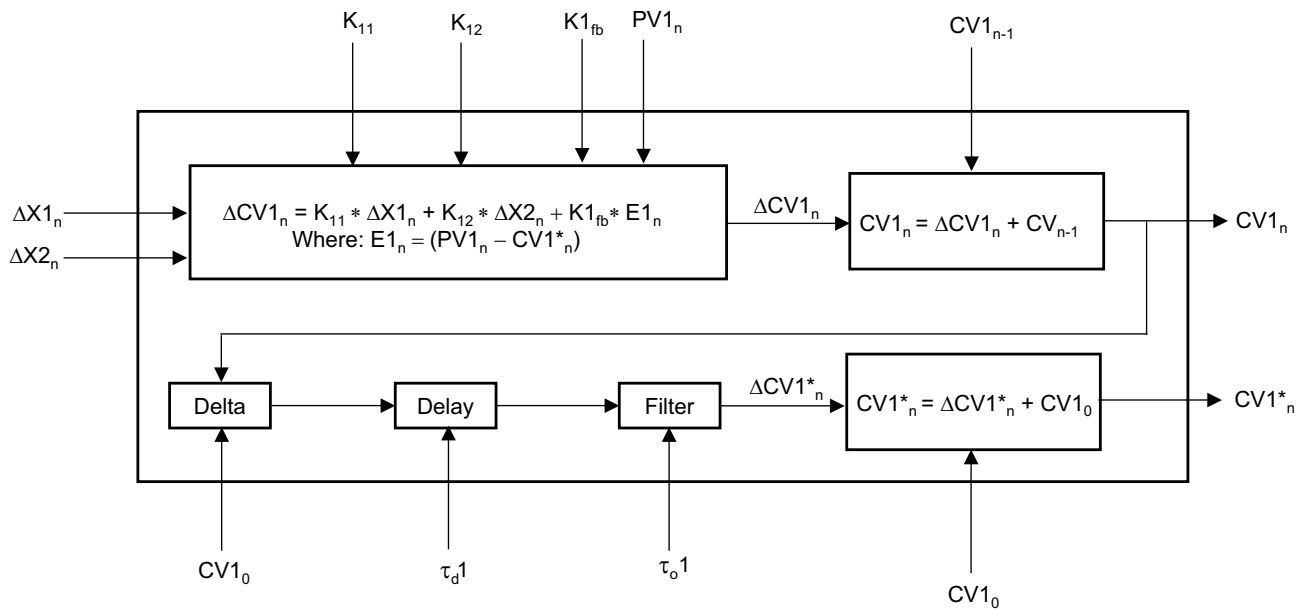 K₁₁
K₁₂
K1fb
PV1ₙ
CV1ₙ₋₁
ΔX1ₙ
ΔX2ₙ
ΔCV1ₙ = K₁₁ * ΔX1ₙ + K₁₂ * ΔX2ₙ + K1fb * E1ₙ
Where: E1ₙ = (PV1ₙ – CV1*ₙ)
ΔCV1ₙ
CV1ₙ = ΔCV1ₙ + CVₙ₋₁
CV1ₙ
Delta
Delay
Filter
ΔCV1*ₙ
CV1*ₙ = ΔCV1*ₙ + CV1₀
CV1*ₙ
CV1₀
τd1
τₒ1
CV1₀